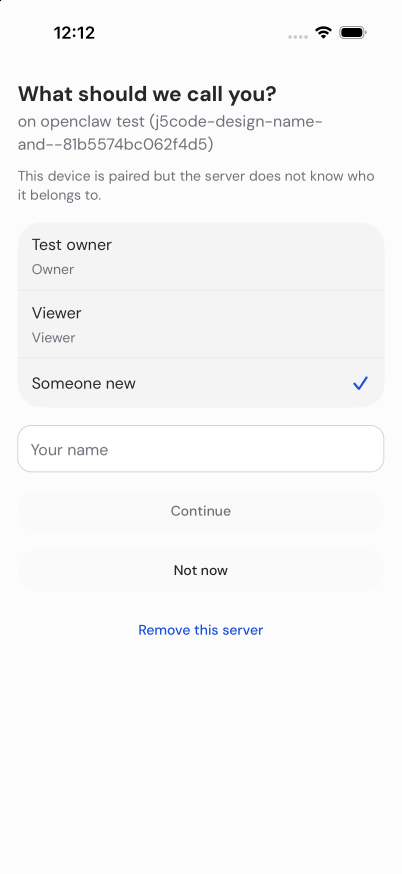 12:12
What should we call you?
on openclaw test (j5code-design-name-
and--81b5574bc062f4d5)
This device is paired but the server does not know who
it belongs to.
Test owner
Owner
Viewer
Viewer
Someone new
Your name
Continue
Not now
Remove this server